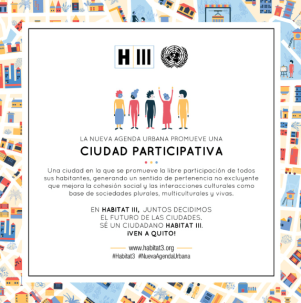 H III
LA NUEVA AGENDA URBANA PROMUEVE UNA
CIUDAD PARTICIPATIVA
Una ciudad en la que se promueve la libre participación de todos
sus habitantes, generando un sentido de pertenencia no excluyente
que mejora la cohesión social y las interacciones culturales como
base de sociedades plurales, multiculturales y vivas.
EN HABITAT III, JUNTOS DECIDIMOS
EL FUTURO DE LAS CIUDADES.
SÉ UN CIUDADANO HABITAT III.
¡VEN A QUITO!
www.habitat3.org
#Habitat3 #NuevaAgendaUrbana